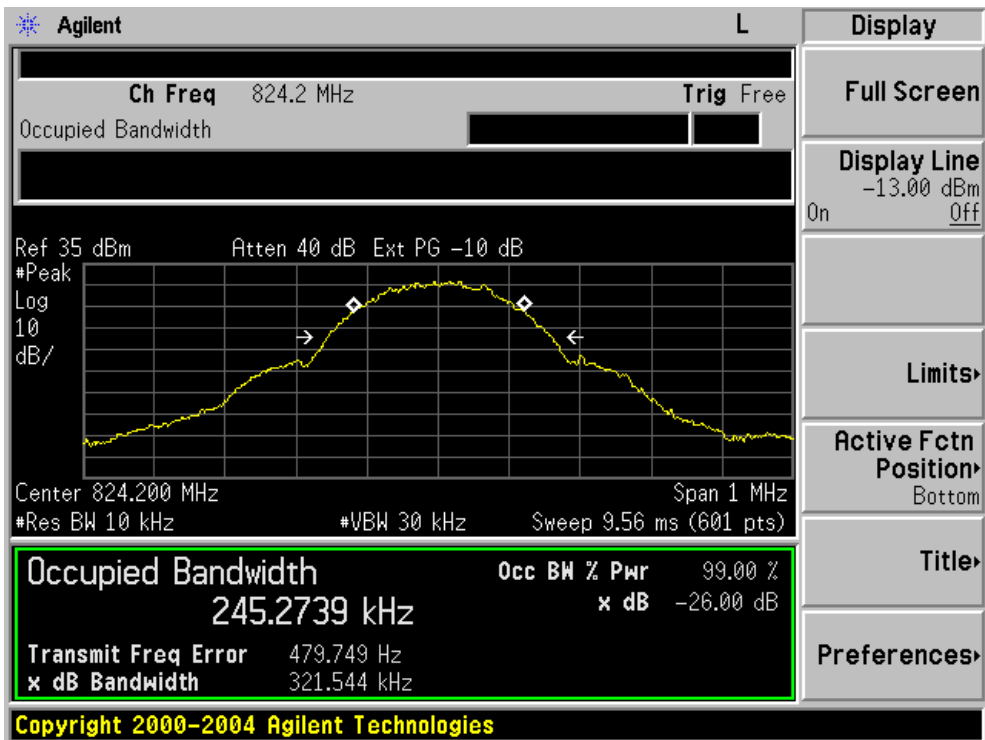 Agilent L
Ch Freq 824.2 MHz Trig Free
Occupied Bandwidth
Ref 35 dBm Atten 40 dB Ext PG −10 dB
#Peak
Log
10
dB/
Center 824.200 MHz Span 1 MHz
#Res BW 10 kHz #VBW 30 kHz Sweep 9.56 ms (601 pts)
Occupied Bandwidth Occ BW % Pwr 99.00 %
245.2739 kHz x dB −26.00 dB
Transmit Freq Error 479.749 Hz
x dB Bandwidth 321.544 kHz
Copyright 2000–2004 Agilent Technologies
Display
Full Screen
Display Line
−13.00 dBm
On Off
Limits
Active Fctn
Position
Bottom
Title
Preferences